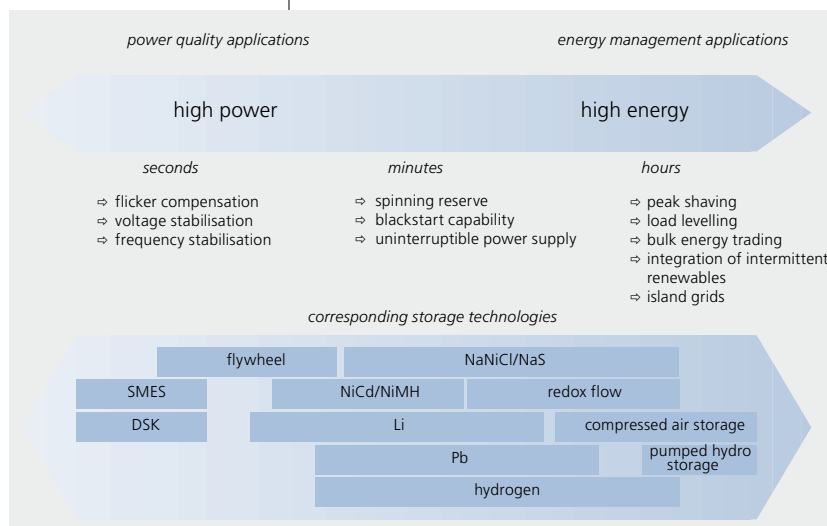 power quality applications
energy management applications
high power
high energy
seconds
⇨ flicker compensation
⇨ voltage stabilisation
⇨ frequency stabilisation
minutes
⇨ spinning reserve
⇨ blackstart capability
⇨ uninterruptible power supply
hours
⇨ peak shaving
⇨ load levelling
⇨ bulk energy trading
⇨ integration of intermittent
renewables
⇨ island grids
corresponding storage technologies
flywheel
NaNiCl/NaS
SMES
NiCd/NiMH
redox flow
DSK
Li
compressed air storage
Pb
pumped hydro
storage
hydrogen